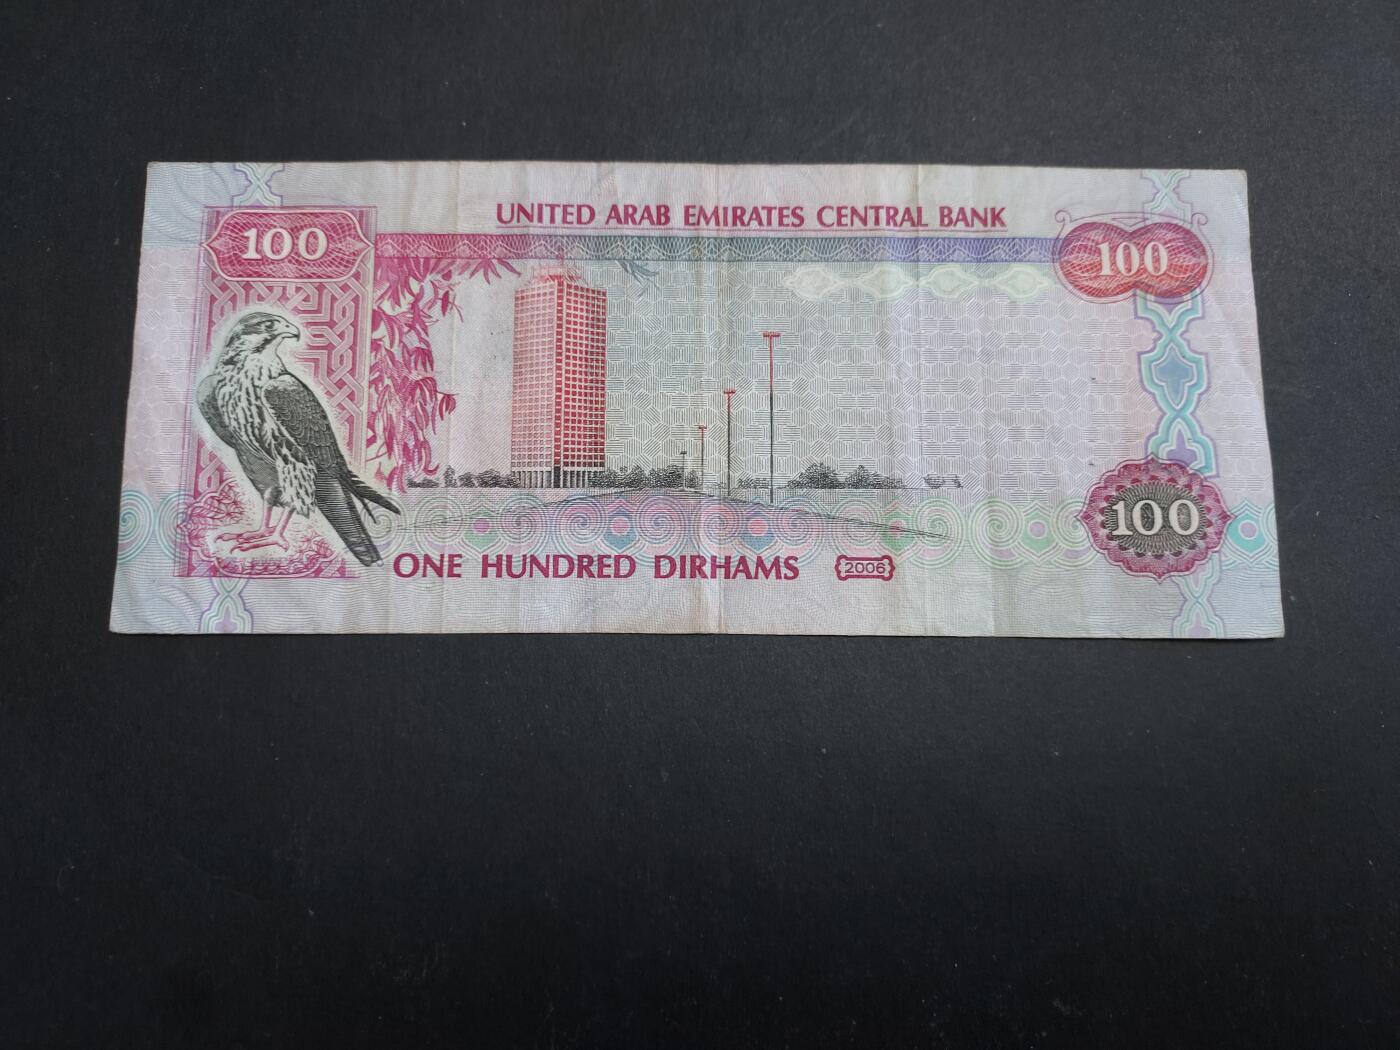 UNITED ARAB EMIRATES CENTRAL BANK
100
100
100
ONE HUNDRED DIRHAMS 2006